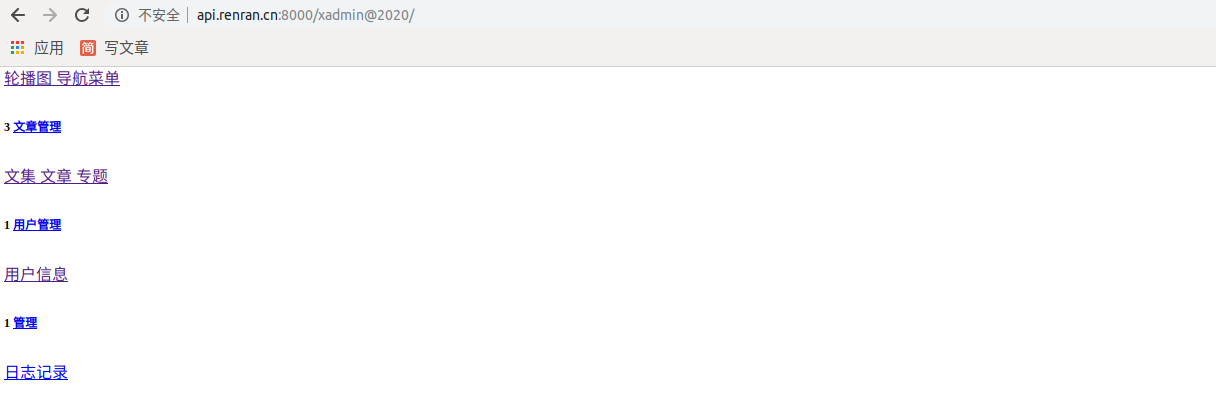 不安全 api.renran.cn:8000/xadmin@2020/
应用 简 写文章
轮播图 导航菜单
3 文章管理
文集 文章 专题
1 用户管理
用户信息
1 管理
日志记录